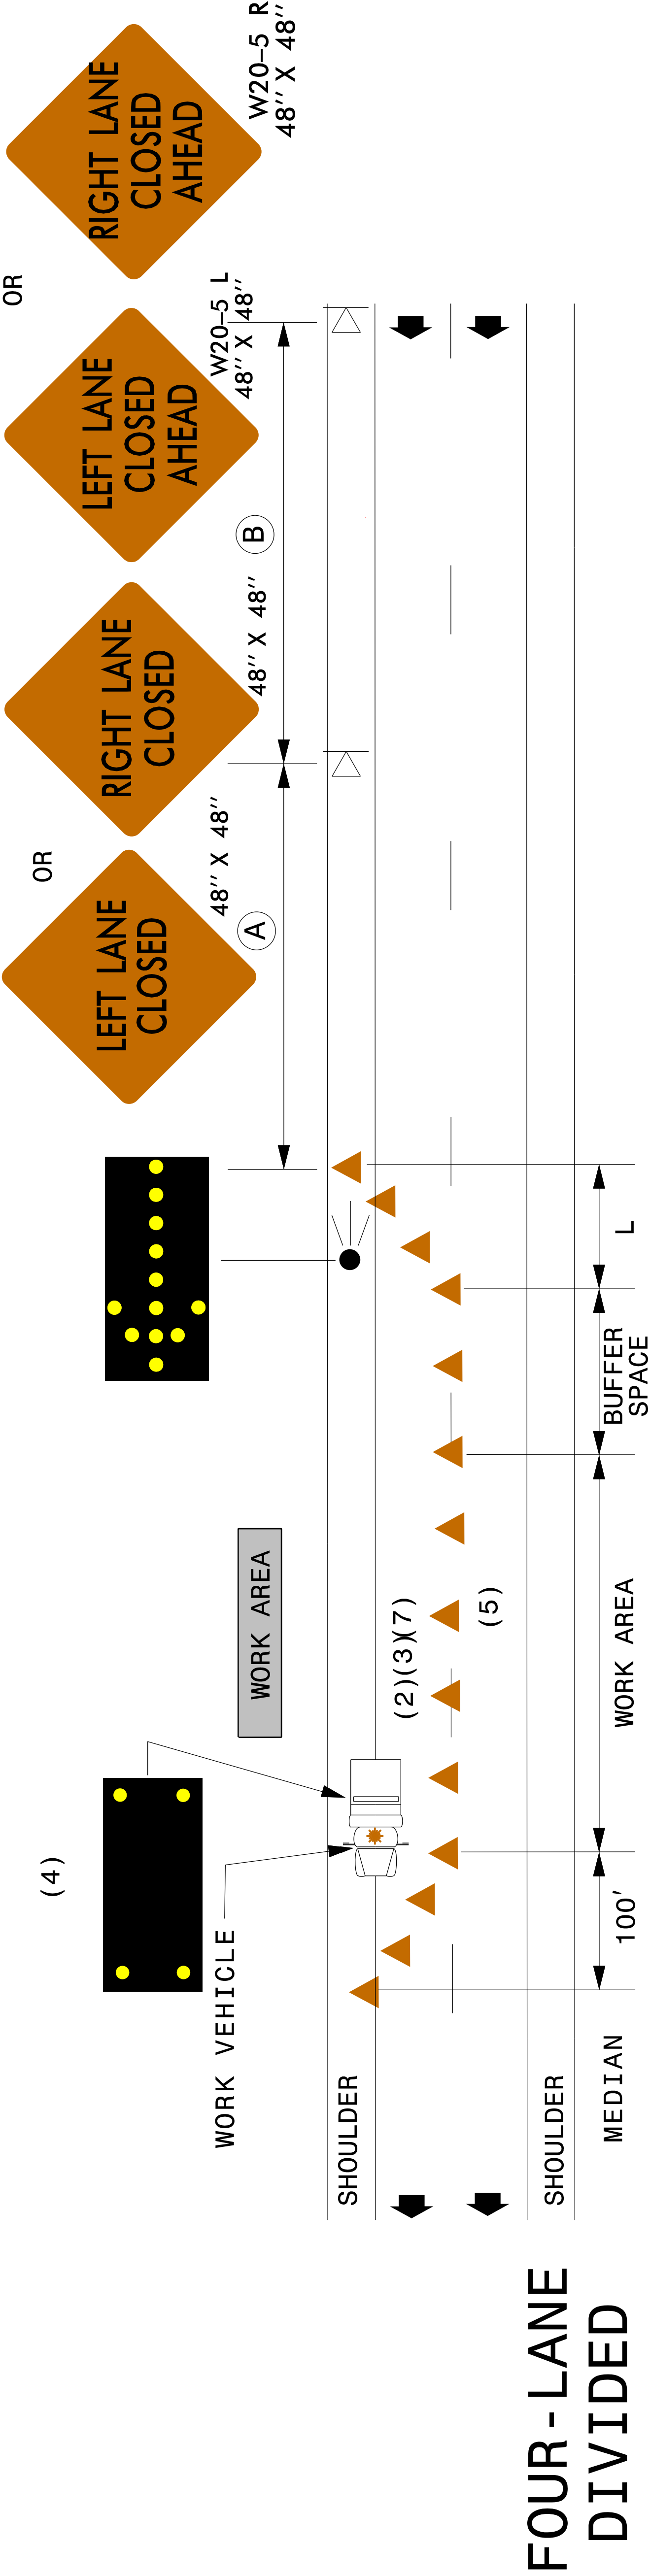 FOUR-LANE
DIVIDED
(4)
WORK VEHICLE
WORK AREA
LEFT LANE
CLOSED
48" X 48"
OR
RIGHT LANE
CLOSED
48" X 48"
LEFT LANE
CLOSED
AHEAD
W20-5 L
48" X 48"
OR
RIGHT LANE
CLOSED
AHEAD
W20-5 R
48" X 48"
A
B
SHOULDER
(2)(3)(7)
(5)
SHOULDER
MEDIAN
100'
WORK AREA
BUFFER
SPACE
L